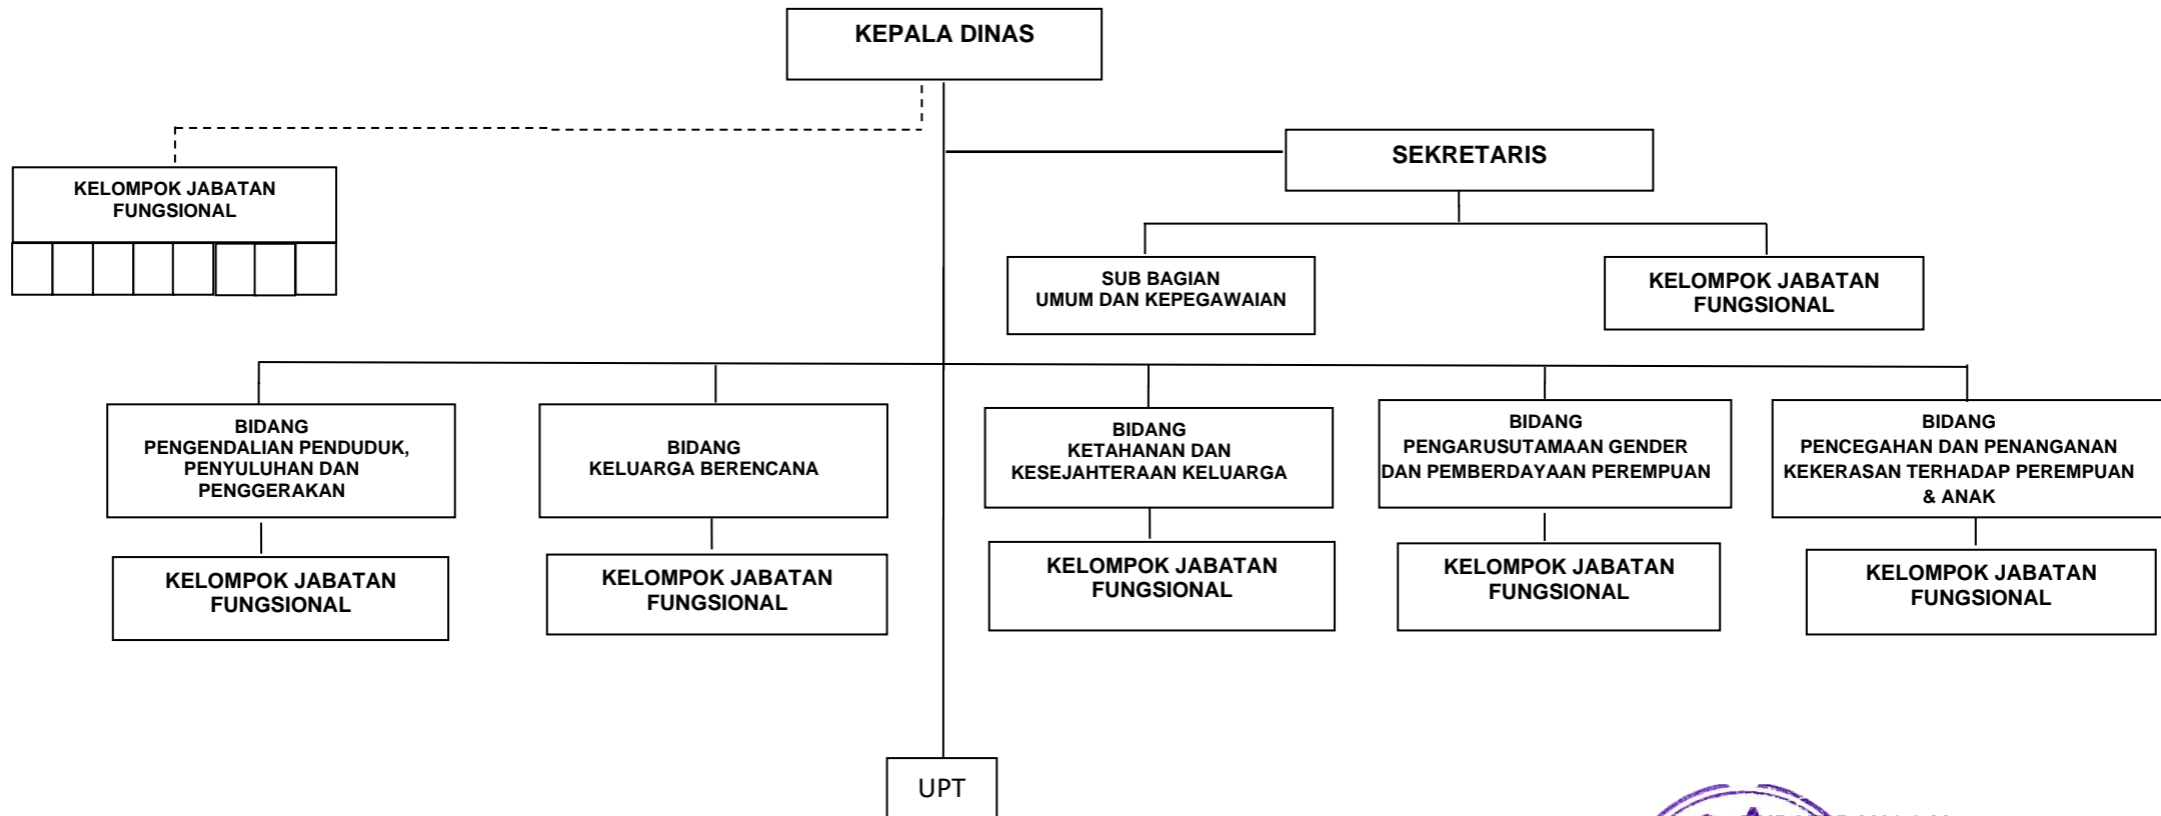 KEPALA DINAS
SEKRETARIS
KELOMPOK JABATAN
FUNGSIONAL
SUB BAGIAN
UMUM DAN KEPEGAWAIAN
KELOMPOK JABATAN
FUNGSIONAL
BIDANG
PENGENDALIAN PENDUDUK,
PENYULUHAN DAN
PENGGERAKAN
BIDANG
KELUARGA BERENCANA
BIDANG
KETAHANAN DAN
KESEJAHTERAAN KELUARGA
BIDANG
PENGARUSUTAMAAN GENDER
DAN PEMBERDAYAAN PEREMPUAN
BIDANG
PENCEGAHAN DAN PENANGANAN
KEKERASAN TERHADAP PEREMPUAN
& ANAK
KELOMPOK JABATAN
FUNGSIONAL
KELOMPOK JABATAN
FUNGSIONAL
KELOMPOK JABATAN
FUNGSIONAL
KELOMPOK JABATAN
FUNGSIONAL
KELOMPOK JABATAN
FUNGSIONAL
UPT